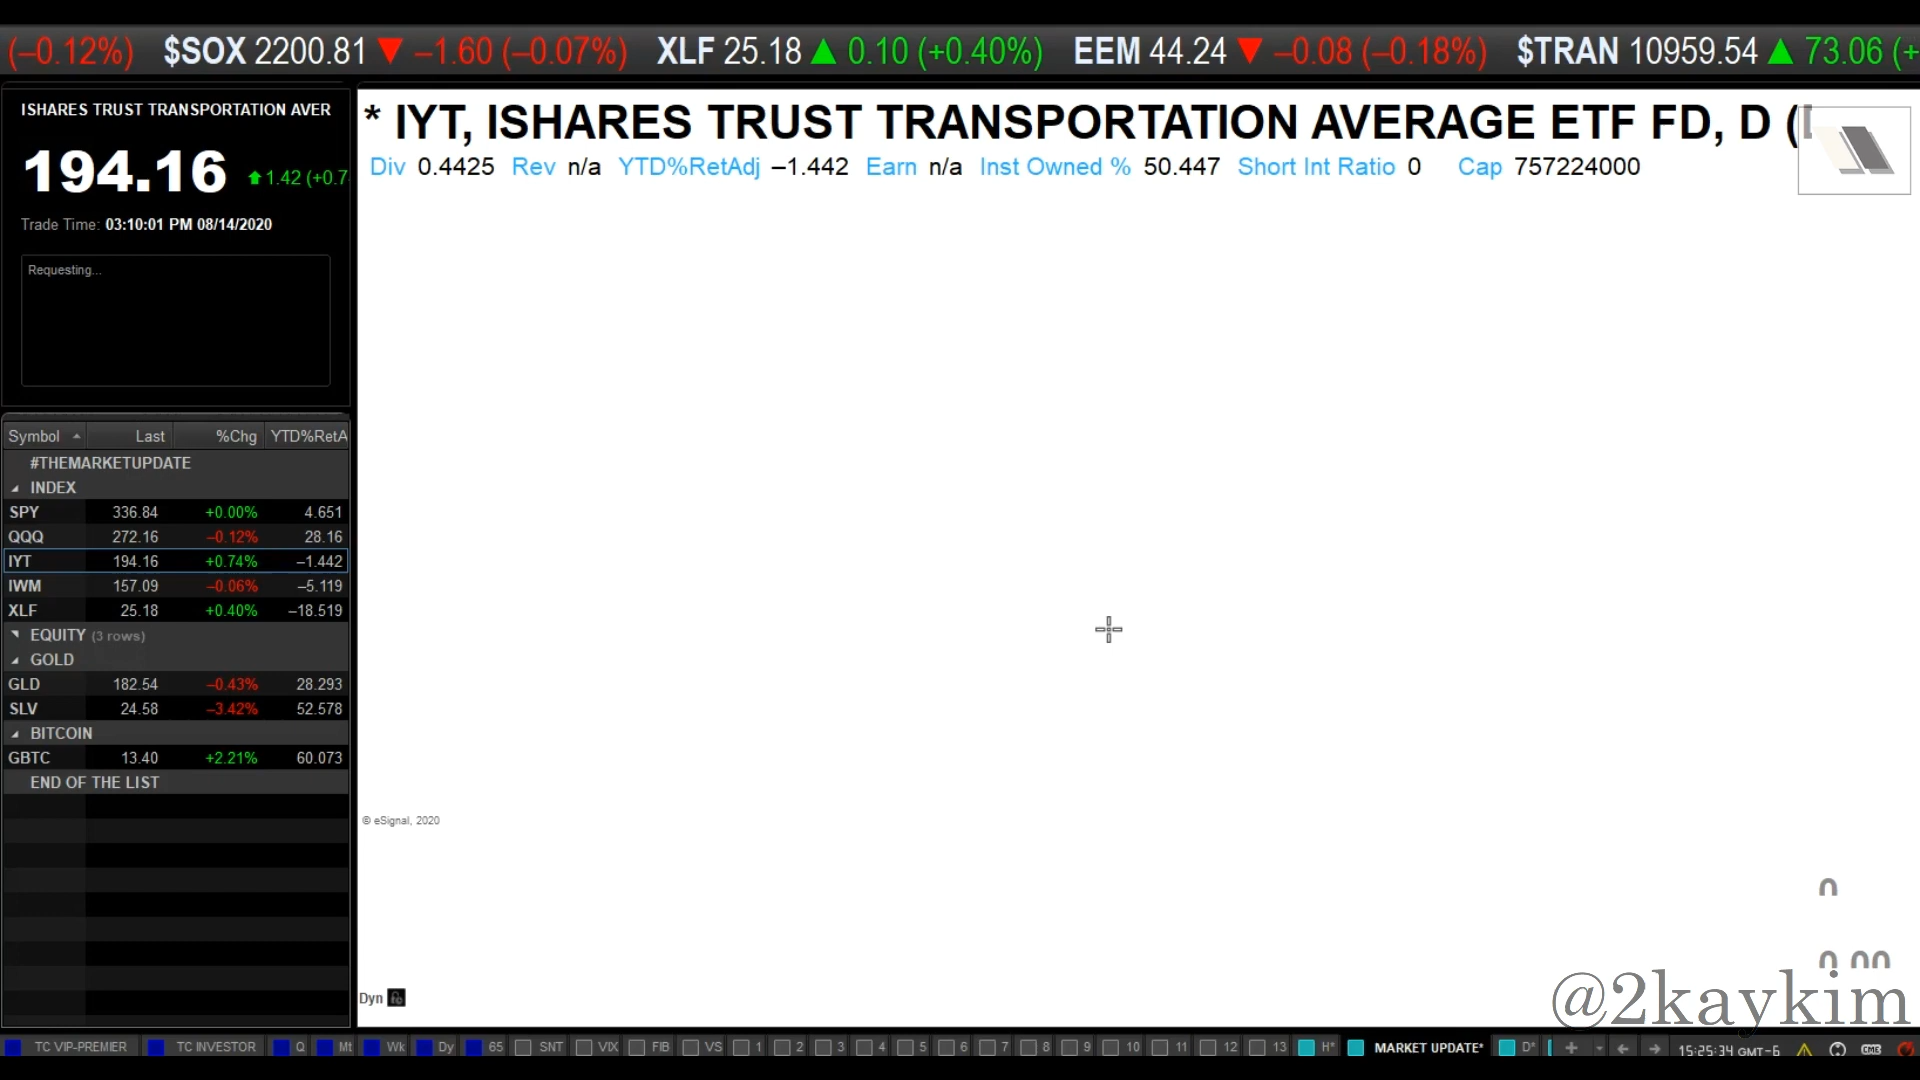 (–0.12%) $SOX 2200.81 ▼ –1.60 (–0.07%) XLF 25.18 ▲ 0.10 (+0.40%) EEM 44.24 ▼ –0.08 (–0.18%) $TRAN 10959.54 ▲ 73.06 (+
ISHARES TRUST TRANSPORTATION AVER
194.16 1.42 (+0.7
Trade Time: 03:10:01 PM 08/14/2020
Requesting...
* IYT, ISHARES TRUST TRANSPORTATION AVERAGE ETF FD, D (
Div 0.4425 Rev n/a YTD%RetAdj –1.442 Earn n/a Inst Owned % 50.447 Short Int Ratio 0 Cap 757224000
Symbol Last %Chg YTD%RetA
#THEMARKETUPDATE
INDEX
SPY 336.84 +0.00% 4.651
QQQ 272.16 –0.12% 28.16
IYT 194.16 +0.74% –1.442
IWM 157.09 –0.06% –5.119
XLF 25.18 +0.40% –18.519
EQUITY (3 rows)
GOLD
GLD 182.54 –0.43% 28.293
SLV 24.58 –3.42% 52.578
BITCOIN
GBTC 13.40 +2.21% 60.073
END OF THE LIST
© eSignal, 2020
Dyn
@2kaykim
TC VIP-PREMIER TC INVESTOR Q Mt Wk Dy 65 SNT VIX FIB VS 1 2 3 4 5 6 7 8 9 10 11 12 13 H* MARKET UPDATE* D* 15:25:34 GMT-6 CME